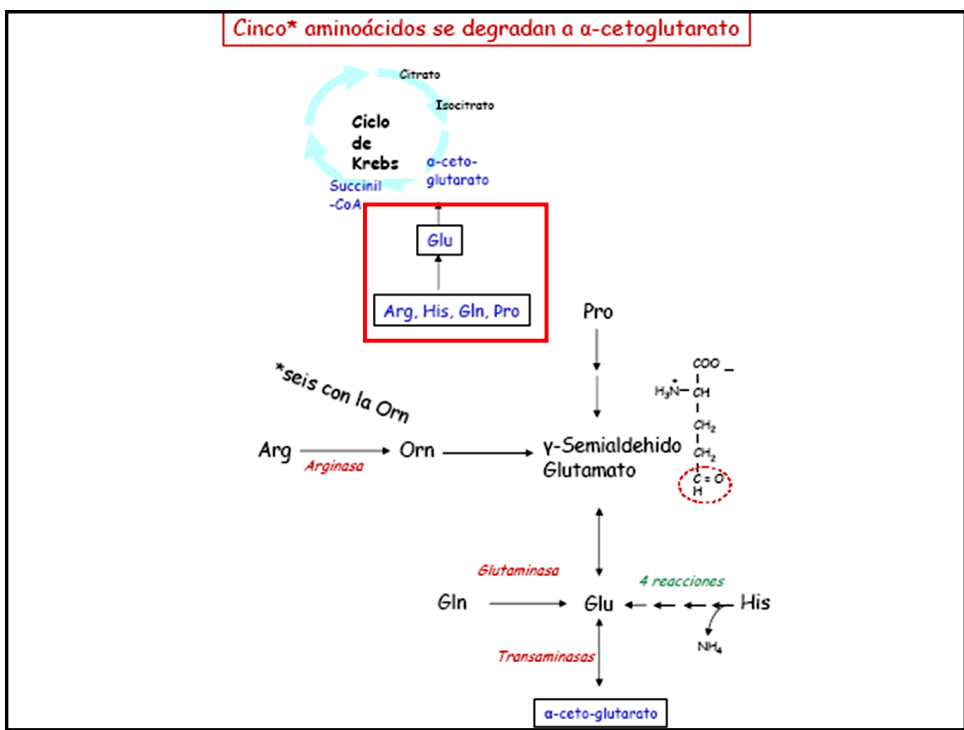 Cinco* aminoácidos se degradan a α-cetoglutarato
Citrato
Isocitrato
Ciclo
de
Krebs
α-ceto-
glutarato
Succinil
-CoA
Glu
Arg, His, Gln, Pro
Pro
*seis con la Orn
COO _
H₃N⁺– CH
CH₂
CH₂
C = O
H
Arg
Arginasa
Orn
γ-Semialdehido
Glutamato
Glutaminasa
4 reacciones
Gln
Glu
His
NH₄
Transaminasas
α-ceto-glutarato